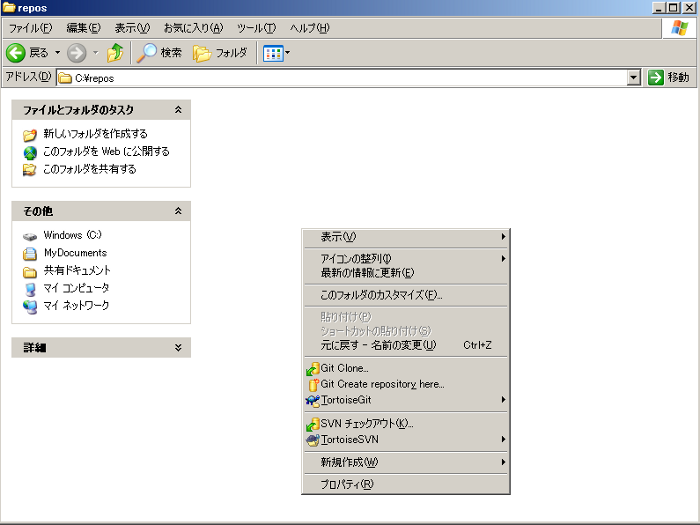 repos
ファイル(F) 編集(E) 表示(V) お気に入り(A) ツール(T) ヘルプ(H)
戻る 検索 フォルダ
アドレス(D) C:¥repos 移動
ファイルとフォルダのタスク
新しいフォルダを作成する
このフォルダを Web に公開する
このフォルダを共有する
その他
Windows (C:)
MyDocuments
共有ドキュメント
マイ コンピュータ
マイ ネットワーク
詳細
表示(V)
アイコンの整列(I)
最新の情報に更新(E)
このフォルダのカスタマイズ(F)...
貼り付け(P)
ショートカットの貼り付け(S)
元に戻す - 名前の変更(U) Ctrl+Z
Git Clone...
Git Create repository here...
TortoiseGit
SVN チェックアウト(K)...
TortoiseSVN
新規作成(W)
プロパティ(R)